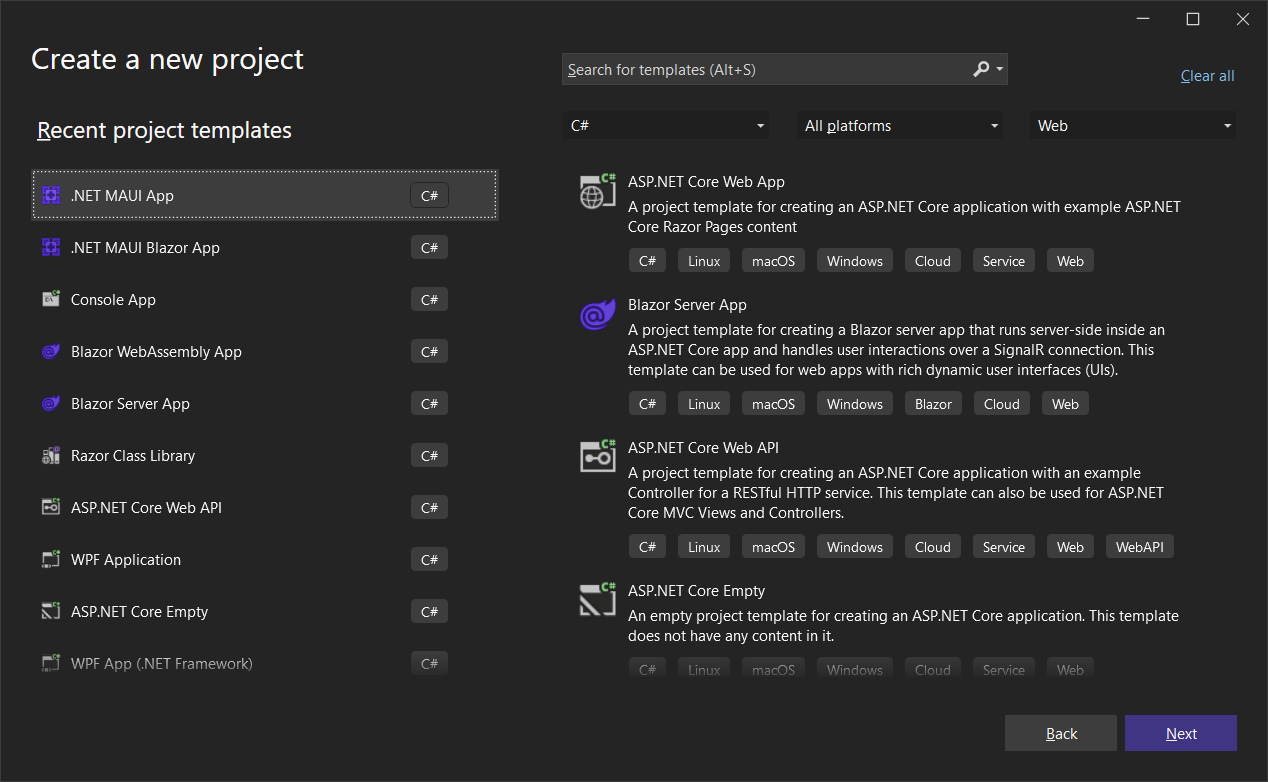 Create a new project
Search for templates (Alt+S)
Clear all
Recent project templates
C#
All platforms
Web
.NET MAUI App C#
.NET MAUI Blazor App C#
Console App C#
Blazor WebAssembly App C#
Blazor Server App C#
Razor Class Library C#
ASP.NET Core Web API C#
WPF Application C#
ASP.NET Core Empty C#
WPF App (.NET Framework) C#
ASP.NET Core Web App
A project template for creating an ASP.NET Core application with example ASP.NET
Core Razor Pages content
C# Linux macOS Windows Cloud Service Web
Blazor Server App
A project template for creating a Blazor server app that runs server-side inside an
ASP.NET Core app and handles user interactions over a SignalR connection. This
template can be used for web apps with rich dynamic user interfaces (UIs).
C# Linux macOS Windows Blazor Cloud Web
ASP.NET Core Web API
A project template for creating an ASP.NET Core application with an example
Controller for a RESTful HTTP service. This template can also be used for ASP.NET
Core MVC Views and Controllers.
C# Linux macOS Windows Cloud Service Web WebAPI
ASP.NET Core Empty
An empty project template for creating an ASP.NET Core application. This template
does not have any content in it.
C# Linux macOS Windows Cloud Service Web
Back
Next